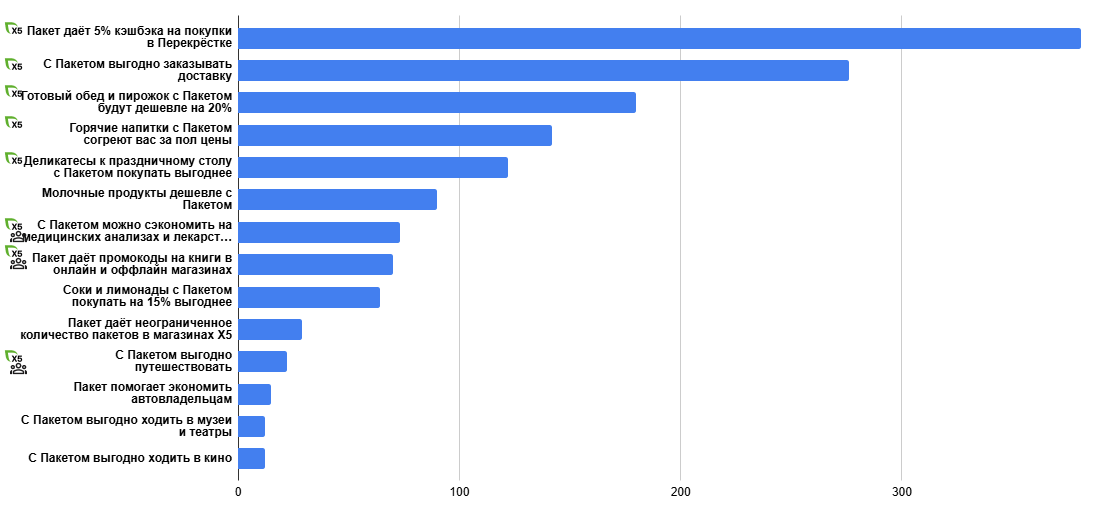 X5
Пакет даёт 5% кэшбэка на покупки
в Перекрёстке
X5
С Пакетом выгодно заказывать
доставку
X5
Готовый обед и пирожок с Пакетом
будут дешевле на 20%
X5
Горячие напитки с Пакетом
согреют вас за пол цены
X5
Деликатесы к праздничному столу
с Пакетом покупать выгоднее
Молочные продукты дешевле с
Пакетом
X5
С Пакетом можно сэкономить на
медицинских анализах и лекарст…
X5
Пакет даёт промокоды на книги в
онлайн и оффлайн магазинах
Соки и лимонады с Пакетом
покупать на 15% выгоднее
Пакет даёт неограниченное
количество пакетов в магазинах X5
X5
С Пакетом выгодно
путешествовать
Пакет помогает экономить
автовладельцам
С Пакетом выгодно ходить в музеи
и театры
С Пакетом выгодно ходить в кино
0
100
200
300